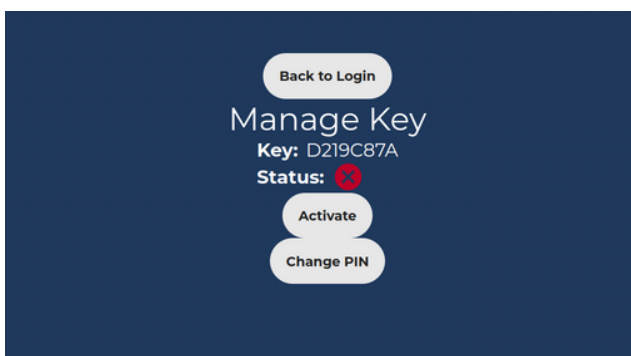 Back to Login
Manage Key
Key: D219C87A
Status:
Activate
Change PIN